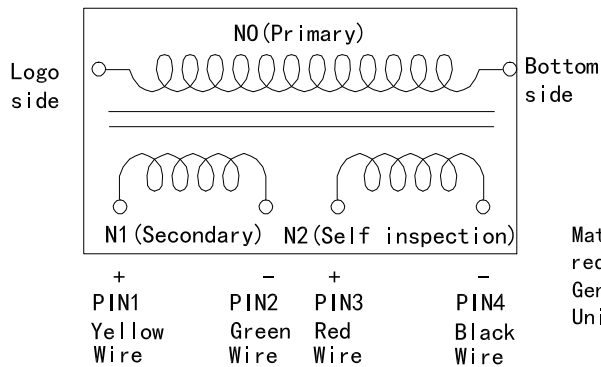 N0(Primary)
Logo side
Bottom side
N1(Secondary) N2(Self inspection)
+ - + -
PIN1 PIN2 PIN3 PIN4
Yellow Green Red Black
Wire Wire Wire Wire